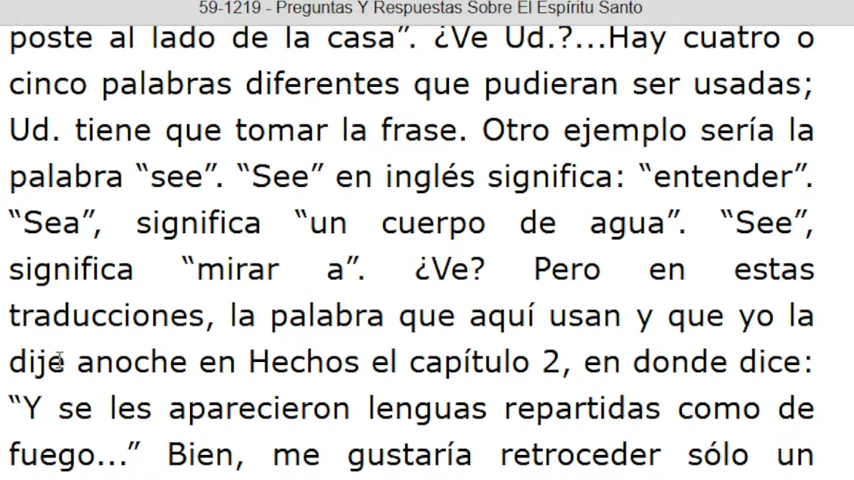 59-1219 - Preguntas Y Respuestas Sobre El Espíritu Santo
poste al lado de la casa”. ¿Ve Ud.?...Hay cuatro o
cinco palabras diferentes que pudieran ser usadas;
Ud. tiene que tomar la frase. Otro ejemplo sería la
palabra “see”. “See” en inglés significa: “entender”.
“Sea”, significa “un cuerpo de agua”. “See”,
significa “mirar a”. ¿Ve? Pero en estas
traducciones, la palabra que aquí usan y que yo la
dije anoche en Hechos el capítulo 2, en donde dice:
“Y se les aparecieron lenguas repartidas como de
fuego...” Bien, me gustaría retroceder sólo un